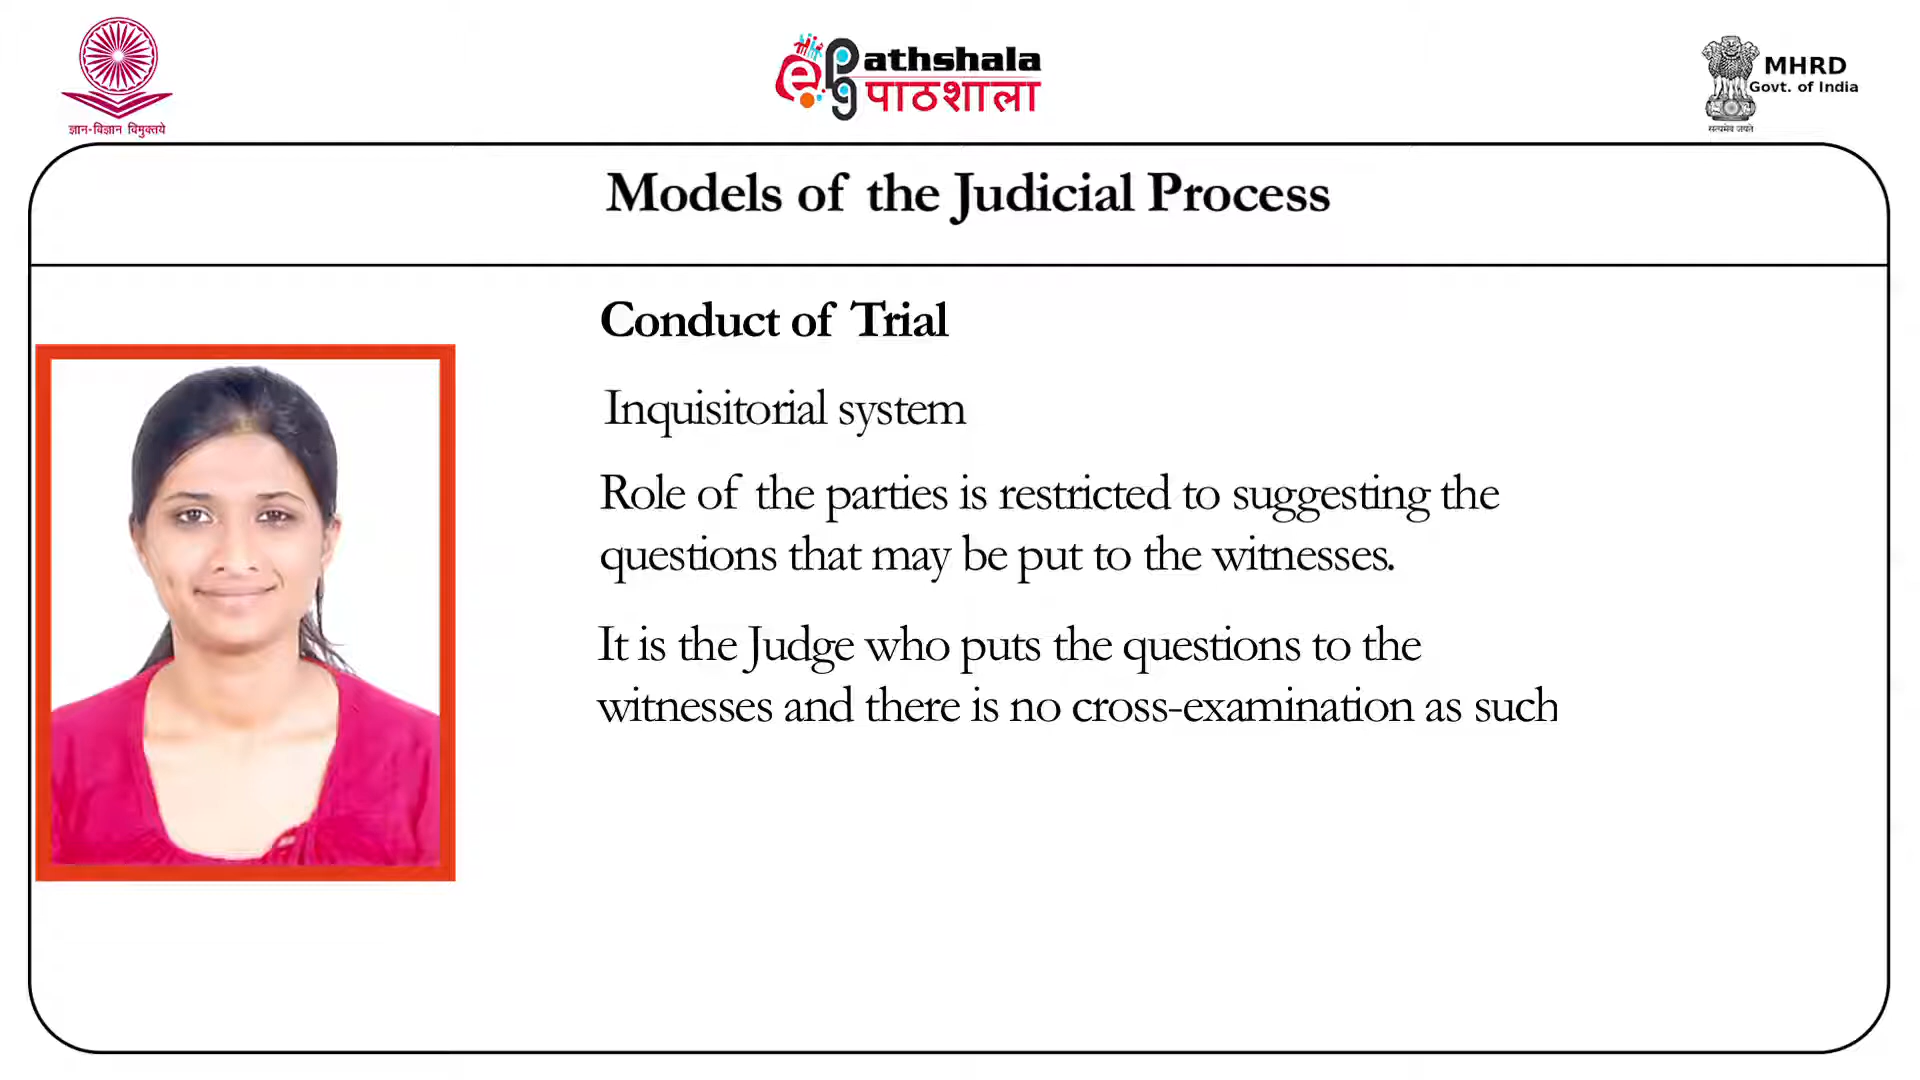 ज्ञान-विज्ञान विमुक्तये
ePathshala
पाठशाला
MHRD
Govt. of India
सत्यमेव जयते
Models of the Judicial Process
Conduct of Trial
Inquisitorial system
Role of the parties is restricted to suggesting the
questions that may be put to the witnesses.
It is the Judge who puts the questions to the
witnesses and there is no cross-examination as such